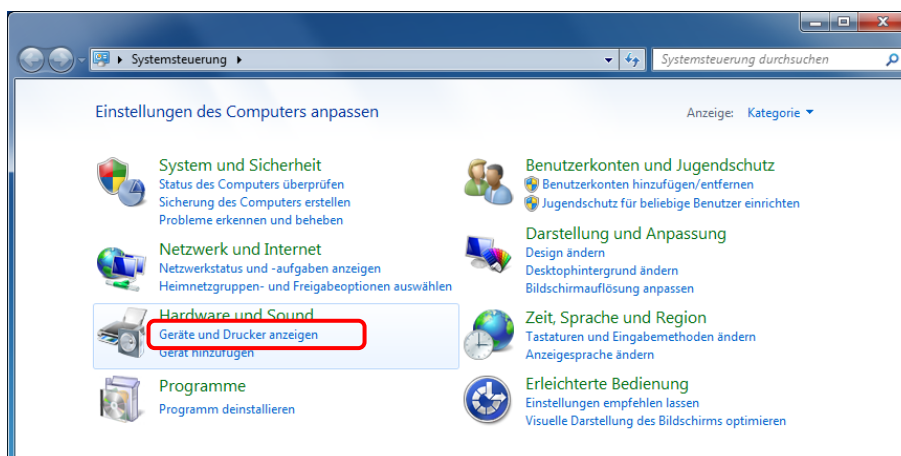 Systemsteuerung
Systemsteuerung durchsuchen
Einstellungen des Computers anpassen
Anzeige: Kategorie
System und Sicherheit
Status des Computers überprüfen
Sicherung des Computers erstellen
Probleme erkennen und beheben
Netzwerk und Internet
Netzwerkstatus und -aufgaben anzeigen
Heimnetzgruppen- und Freigabeoptionen auswählen
Hardware und Sound
Geräte und Drucker anzeigen
Gerät hinzufügen
Programme
Programm deinstallieren
Benutzerkonten und Jugendschutz
Benutzerkonten hinzufügen/entfernen
Jugendschutz für beliebige Benutzer einrichten
Darstellung und Anpassung
Design ändern
Desktophintergrund ändern
Bildschirmauflösung anpassen
Zeit, Sprache und Region
Tastaturen und Eingabemethoden ändern
Anzeigesprache ändern
Erleichterte Bedienung
Einstellungen empfehlen lassen
Visuelle Darstellung des Bildschirms optimieren